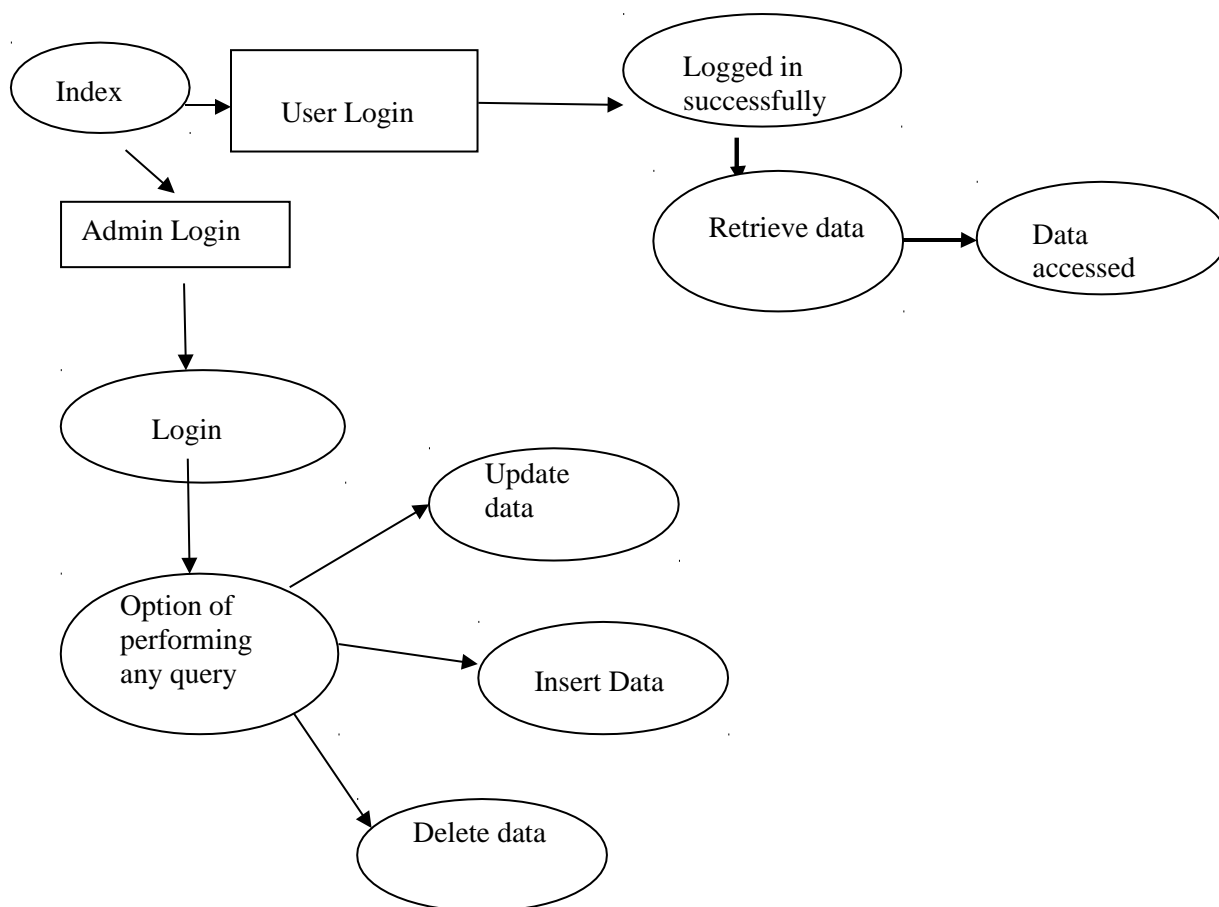 Index
User Login
Logged in
successfully
Admin Login
Retrieve data
Data
accessed
Login
Update
data
Option of
performing
any query
Insert Data
Delete data